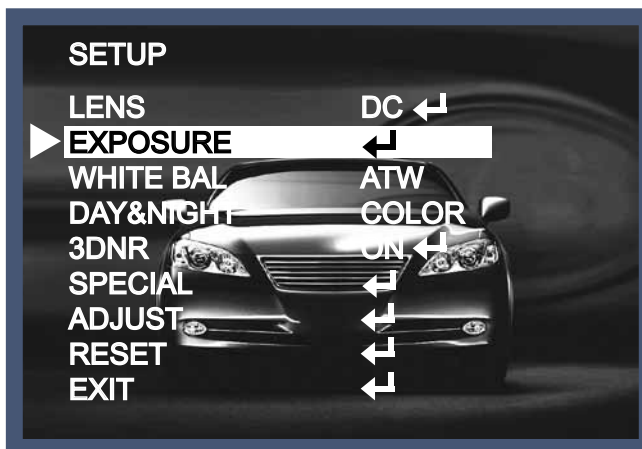 SETUP
LENS DC ↵
EXPOSURE ↵
WHITE BAL ATW
DAY&NIGHT COLOR
3DNR ON ↵
SPECIAL ↵
ADJUST ↵
RESET ↵
EXIT ↵